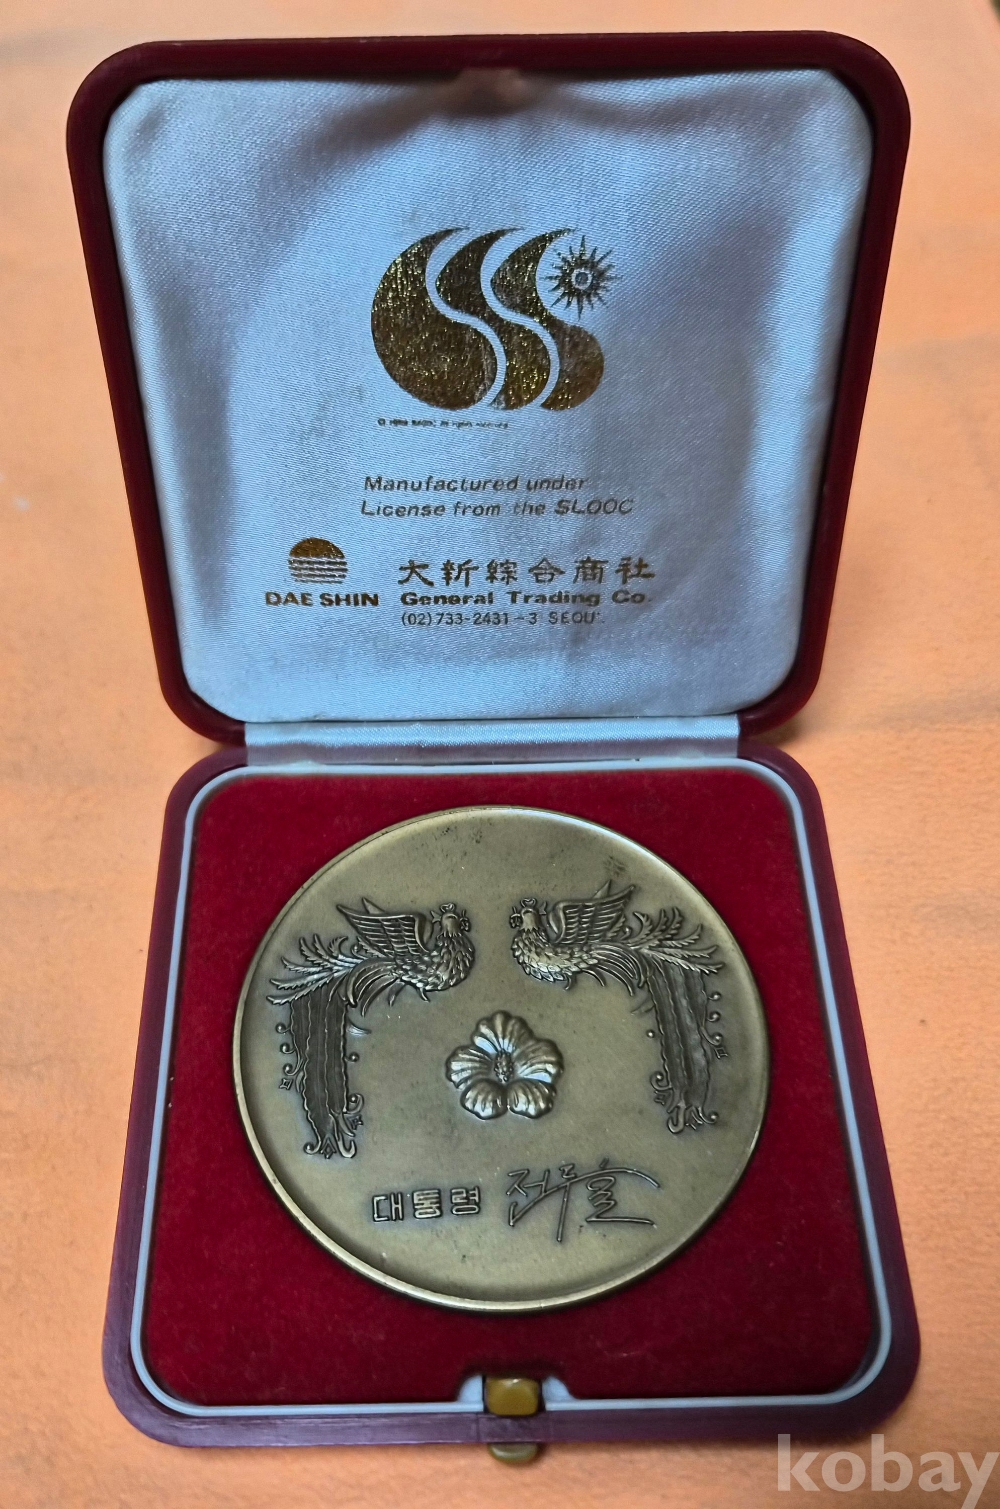 Manufactured under
License from the SLOOC
大新綜合商社
DAE SHIN General Trading Co.
(02)733-2431-3 SEOUL
대통령 전두환
kobay